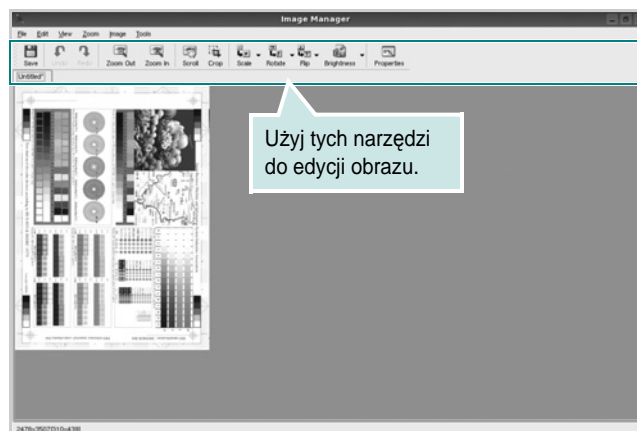 Image Manager
File Edit View Zoom Image Tools
Save Undo Redo Zoom Out Zoom In Scroll Crop Scale Rotate Flip Brightness Properties
Untitled*
Użyj tych narzędzi
do edycji obrazu.